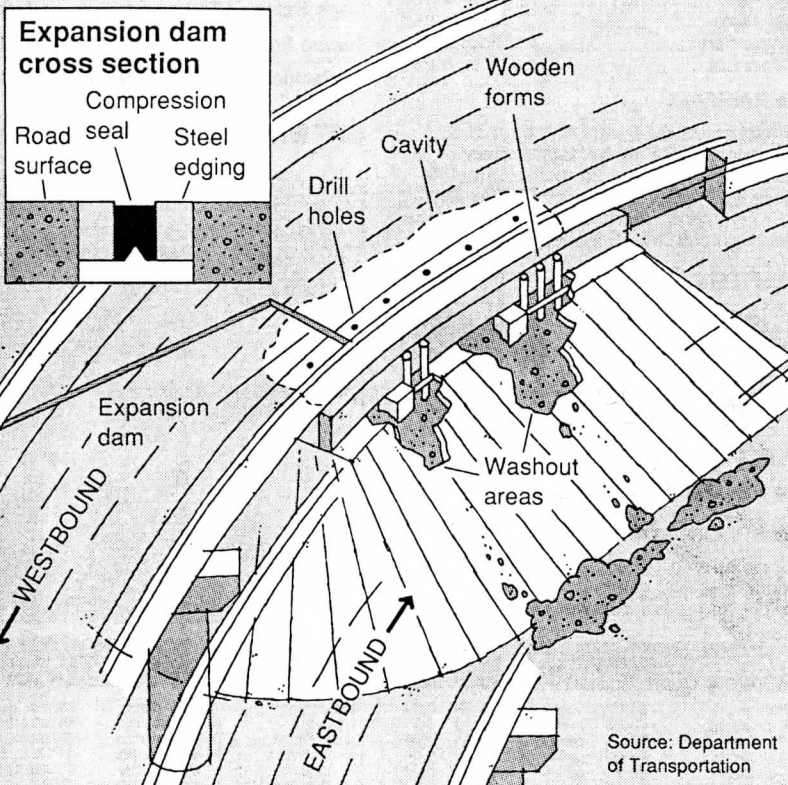 Expansion dam
cross section
Compression
seal
Road
surface
Steel
edging
Wooden
forms
Cavity
Drill
holes
Expansion
dam
Washout
areas
WESTBOUND
EASTBOUND
Source: Department
of Transportation